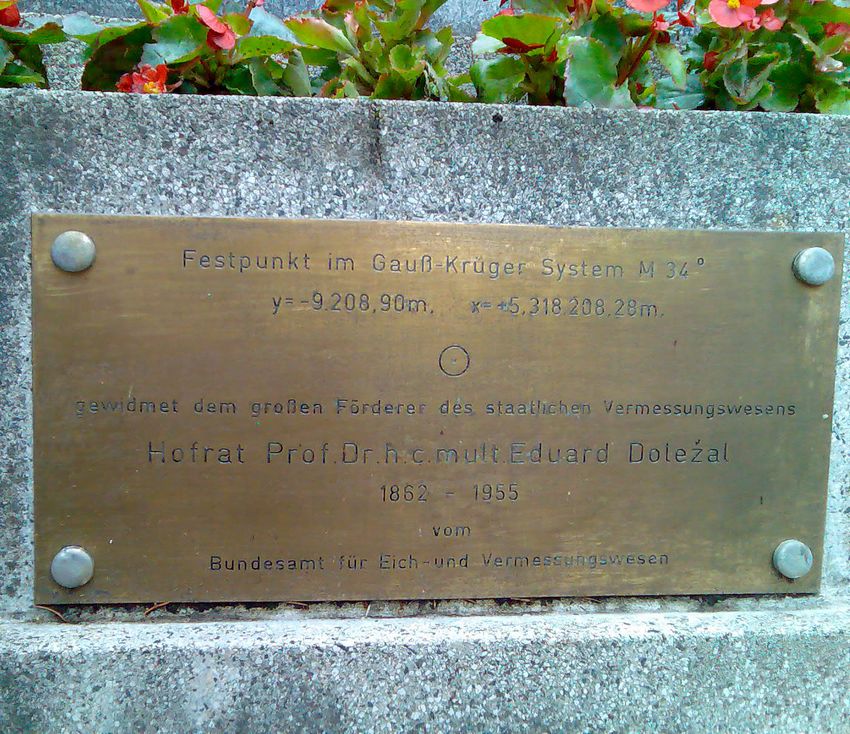 Festpunkt im Gauß-Krüger System M 34°
y=-9.208,90m, x=+5,318.208,28m,
gewidmet dem großen Förderer des staatlichen Vermessungswesens
Hofrat Prof.Dr.h.c.mult.Eduard Doležal
1862 - 1955
vom
Bundesamt für Eich-und Vermessungswesen